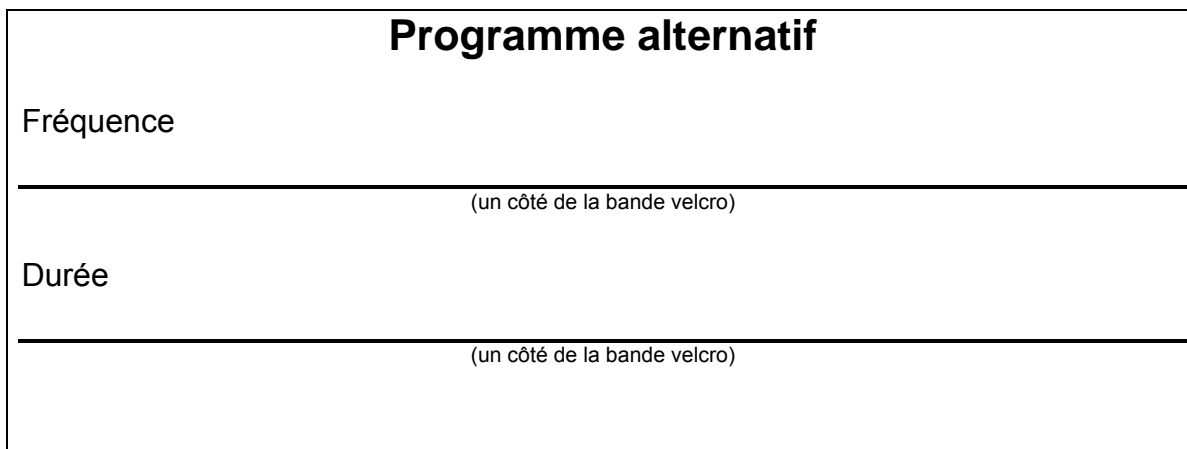 Programme alternatif
Fréquence
(un côté de la bande velcro)
Durée
(un côté de la bande velcro)